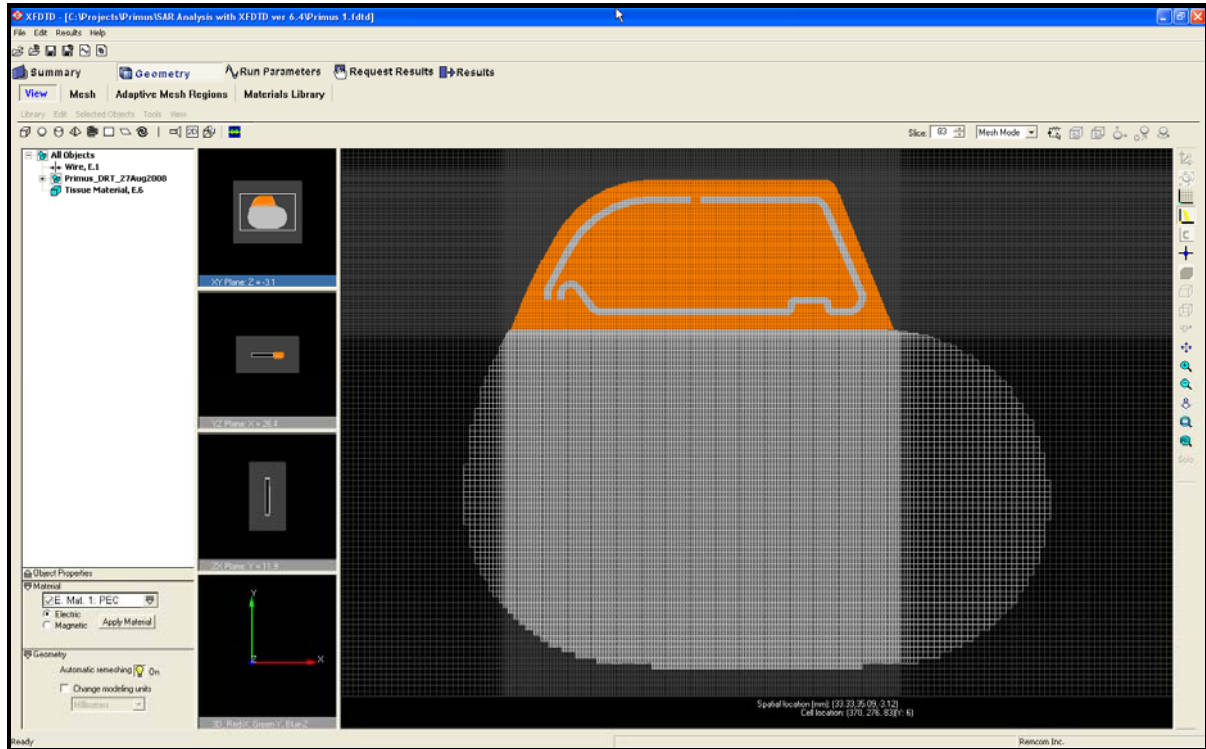 XFDTD - [C:\Projects\Primus\SAR Analysis with XFDTD ver 6.4\Primus 1.fdtd]
File Edit Results Help
Summary Geometry Run Parameters Request Results Results
View Mesh Adaptive Mesh Regions Materials Library
Library Edit Selected Objects Tools View
2D Slice: 83 Mesh Mode
All Objects
Wire, E.1
Primus_DRT_27Aug2008
Tissue Material, E.6
XY Plane: Z = -3.1
YZ Plane: X = 26.4
ZX Plane: Y = 11.9
C
Solo
Object Properties
Material
E. Mat. 1: PEC
Electric
Magnetic Apply Material
Geometry
Automatic remeshing On
Change modeling units
Millimeters
Y
Z X
3D: Red-X, Green-Y, Blue-Z
Spatial location (mm): (33.33,35.09,-3.12)
Cell location: (370, 276, 83)(Y: 6)
Ready Remcom Inc.